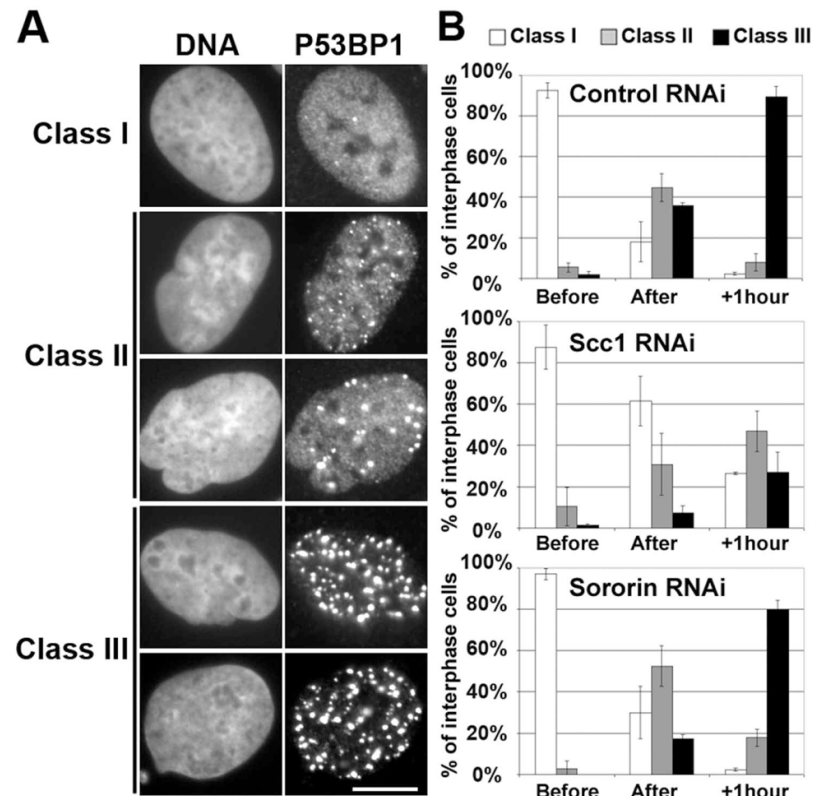 A
DNA
P53BP1
Class I
Class II
Class III
B
Class I
Class II
Class III
% of interphase cells
100%
80%
60%
40%
20%
0%
Control RNAi
Before
After
+1hour
% of interphase cells
100%
80%
60%
40%
20%
0%
Scc1 RNAi
Before
After
+1hour
% of interphase cells
100%
80%
60%
40%
20%
0%
Sororin RNAi
Before
After
+1hour